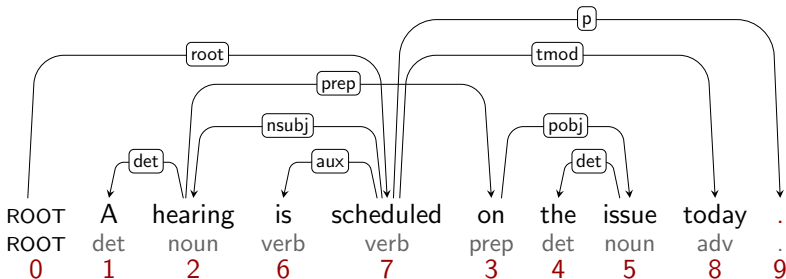 p
root tmod
prep
nsubj pobj
det aux det
ROOT A hearing is scheduled on the issue today .
ROOT det noun verb verb prep det noun adv .
0 1 2 6 7 3 4 5 8 9